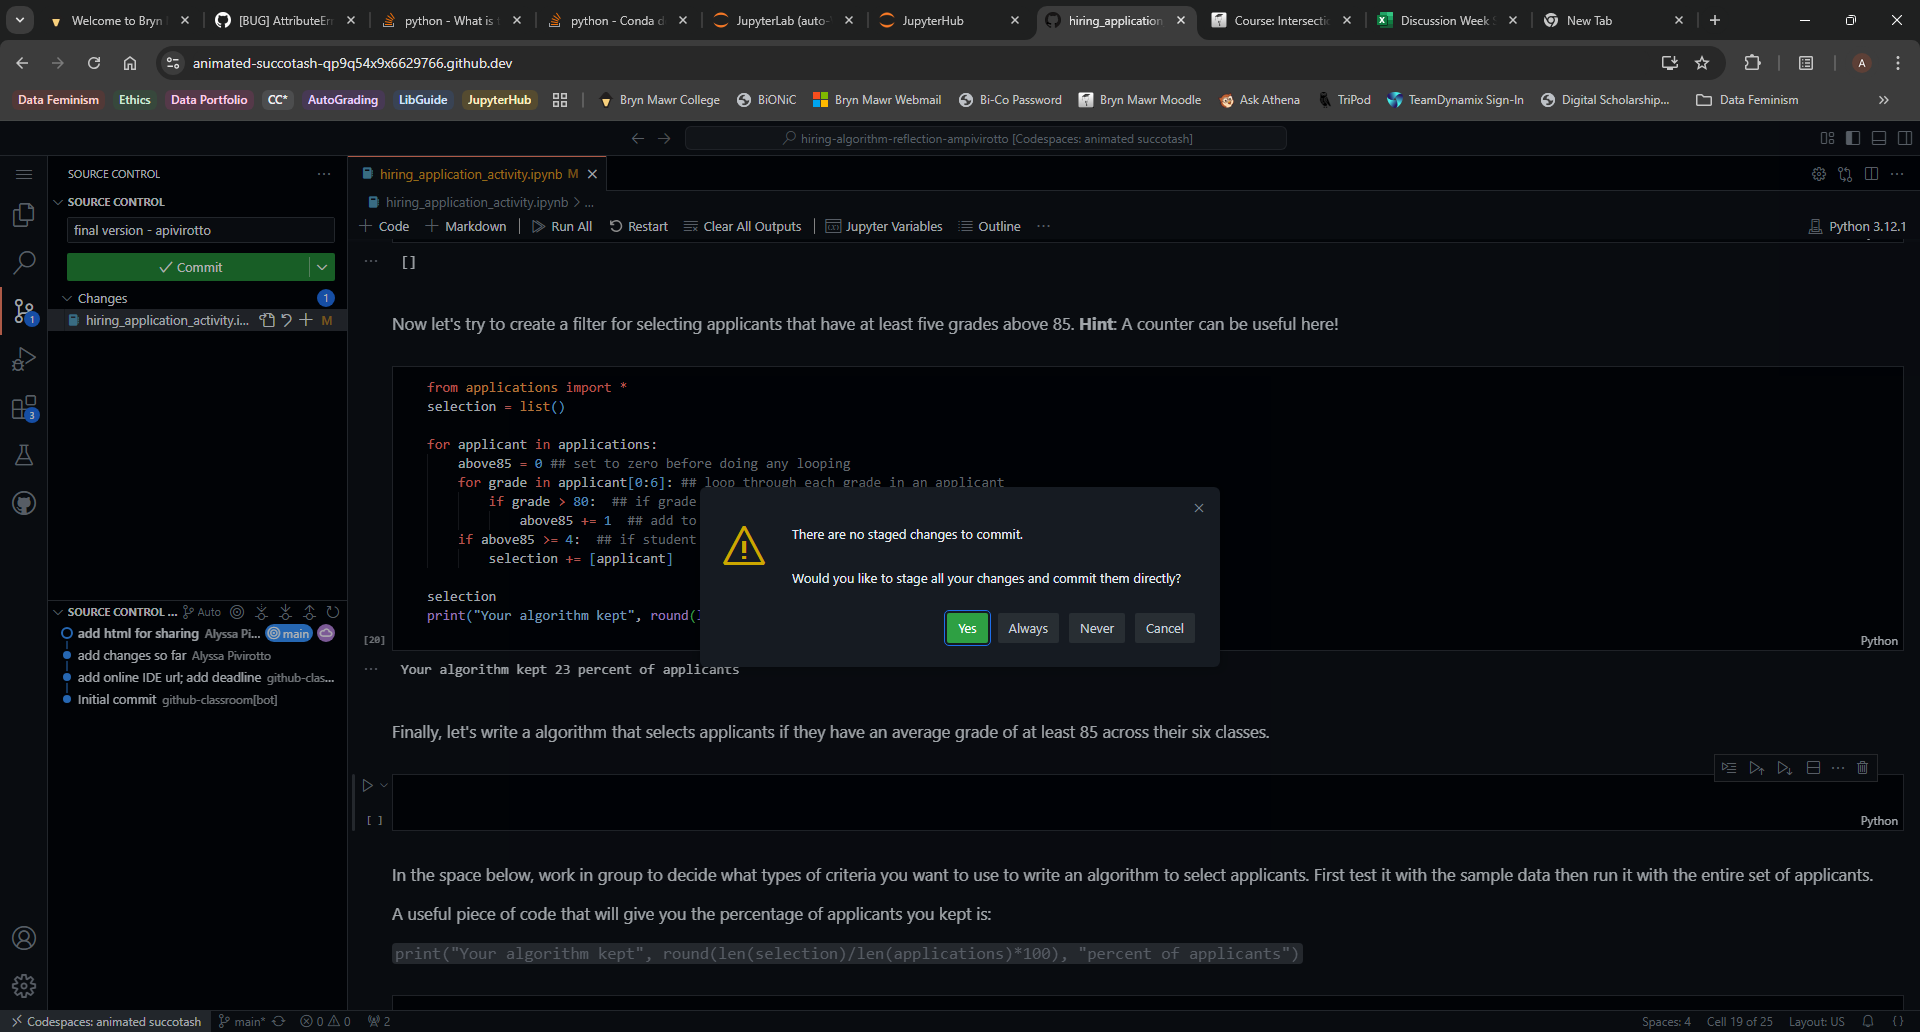 Welcome to Bryn
[BUG] AttributeErr
python - What is
python - Conda d
JupyterLab (auto-
JupyterHub
hiring_application
Course: Intersecti
Discussion Week
New Tab
animated-succotash-qp9q54x9x6629766.github.dev
A
Data Feminism
Ethics
Data Portfolio
CC*
AutoGrading
LibGuide
JupyterHub
Bryn Mawr College
BiONiC
Bryn Mawr Webmail
Bi-Co Password
Bryn Mawr Moodle
Ask Athena
TriPod
TeamDynamix Sign-In
Digital Scholarship...
Data Feminism
hiring-algorithm-reflection-ampivirotto [Codespaces: animated succotash]
SOURCE CONTROL
SOURCE CONTROL
final version - apivirotto
Commit
Changes
1
hiring_application_activity.i...
M
1
3
SOURCE CONTROL ...
Auto
add html for sharing Alyssa Pi...
main
add changes so far Alyssa Pivirotto
add online IDE url; add deadline github-clas...
Initial commit github-classroom[bot]
hiring_application_activity.ipynb M
hiring_application_activity.ipynb > ...
Code
Markdown
Run All
Restart
Clear All Outputs
Jupyter Variables
Outline
Python 3.12.1
[]
Now let's try to create a filter for selecting applicants that have at least five grades above 85. Hint: A counter can be useful here!
from applications import *
selection = list()
for applicant in applications:
above85 = 0 ## set to zero before doing any looping
for grade in applicant[0:6]: ## loop through each grade in an applicant
if grade > 80: ## if grade
above85 += 1 ## add to
if above85 >= 4: ## if student
selection += [applicant]
selection
print("Your algorithm kept", round(
[20]
Python
Your algorithm kept 23 percent of applicants
There are no staged changes to commit.
Would you like to stage all your changes and commit them directly?
Yes
Always
Never
Cancel
Finally, let's write a algorithm that selects applicants if they have an average grade of at least 85 across their six classes.
[ ]
Python
In the space below, work in group to decide what types of criteria you want to use to write an algorithm to select applicants. First test it with the sample data then run it with the entire set of applicants.
A useful piece of code that will give you the percentage of applicants you kept is:
print("Your algorithm kept", round(len(selection)/len(applications)*100), "percent of applicants")
Codespaces: animated succotash
main*
0
0
2
Spaces: 4
Cell 19 of 25
Layout: US